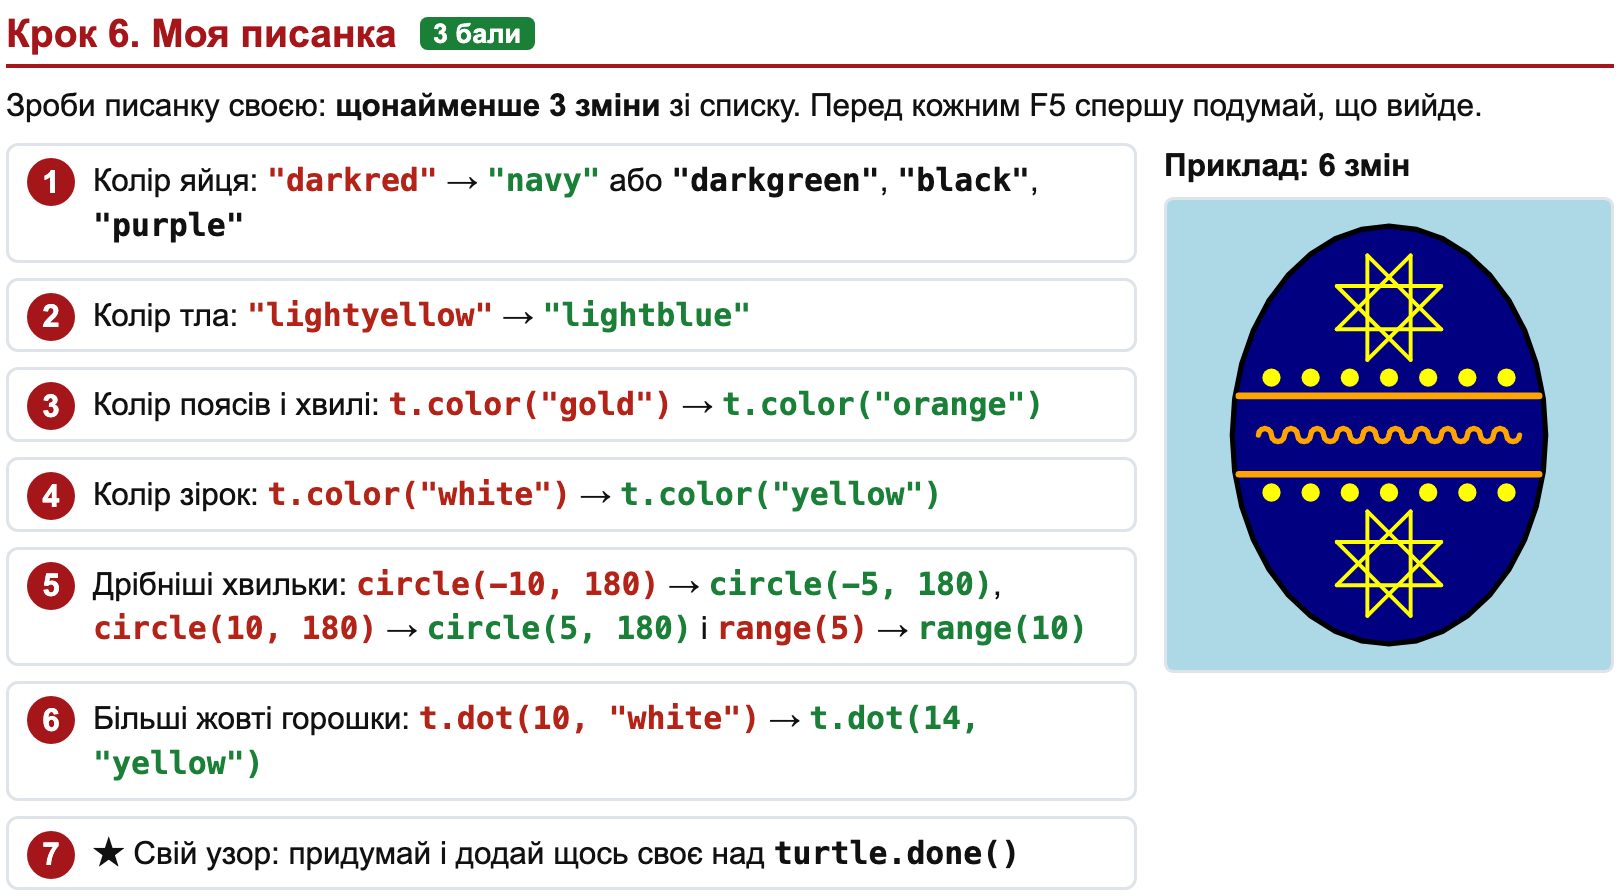 Крок 6. Моя писанка 3 бали
Зроби писанку своєю: щонайменше 3 зміни зі списку. Перед кожним F5 спершу подумай, що вийде.
1 Колір яйця: "darkred" → "navy" або "darkgreen", "black",
"purple"
2 Колір тла: "lightyellow" → "lightblue"
3 Колір поясів і хвилі: t.color("gold") → t.color("orange")
4 Колір зірок: t.color("white") → t.color("yellow")
5 Дрібніші хвильки: circle(−10, 180) → circle(−5, 180),
circle(10, 180) → circle(5, 180) і range(5) → range(10)
6 Більші жовті горошки: t.dot(10, "white") → t.dot(14,
"yellow")
7 ★ Свій узор: придумай і додай щось своє над turtle.done()
Приклад: 6 змін